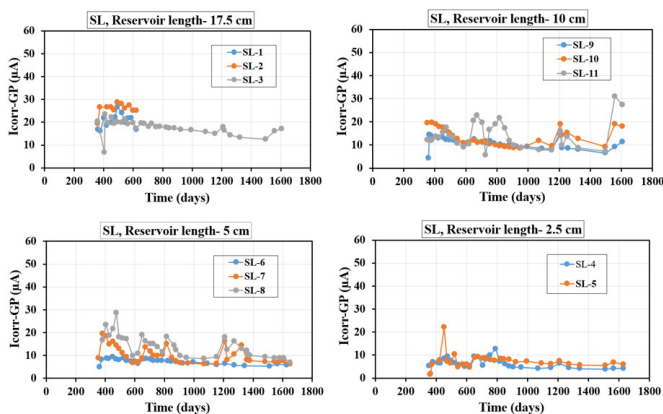 SL, Reservoir length- 17.5 cm
Icorr-GP (µA)
60
50
40
30
20
10
0
SL-1
SL-2
SL-3
0 200 400 600 800 1000 1200 1400 1600 1800
Time (days)
SL, Reservoir length- 10 cm
Icorr-GP (µA)
60
50
40
30
20
10
0
SL-9
SL-10
SL-11
0 200 400 600 800 1000 1200 1400 1600 1800
Time (days)
SL, Reservoir length- 5 cm
Icorr-GP (µA)
60
50
40
30
20
10
0
SL-6
SL-7
SL-8
0 200 400 600 800 1000 1200 1400 1600 1800
Time (days)
SL, Reservoir length- 2.5 cm
Icorr-GP (µA)
60
50
40
30
20
10
0
SL-4
SL-5
0 200 400 600 800 1000 1200 1400 1600 1800
Time (days)